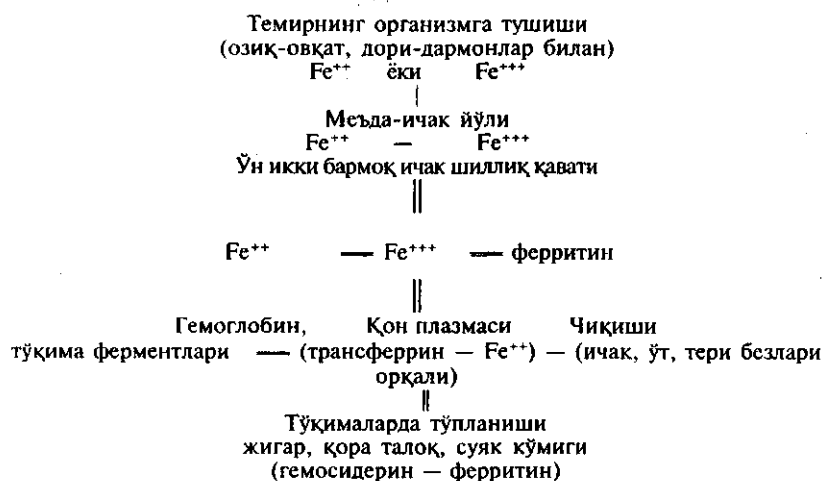 Темирнинг организмга тушиши
(озиқ-овқат, дори-дармонлар билан)
Fe⁺⁺ ёки Fe⁺⁺⁺
Меъда-ичак йўли
Fe⁺⁺ — Fe⁺⁺⁺
Ўн икки бармоқ ичак шиллиқ қавати
Fe⁺⁺ — Fe⁺⁺⁺ — ферритин
Гемоглобин, Қон плазмаси Чиқиши
тўқима ферментлари — (трансферрин — Fe⁺⁺) — (ичак, ўт, тери безлари
орқали)
Тўқималарда тўпланиши
жигар, қора талоқ, суяк кўмиги
(гемосидерин — ферритин)